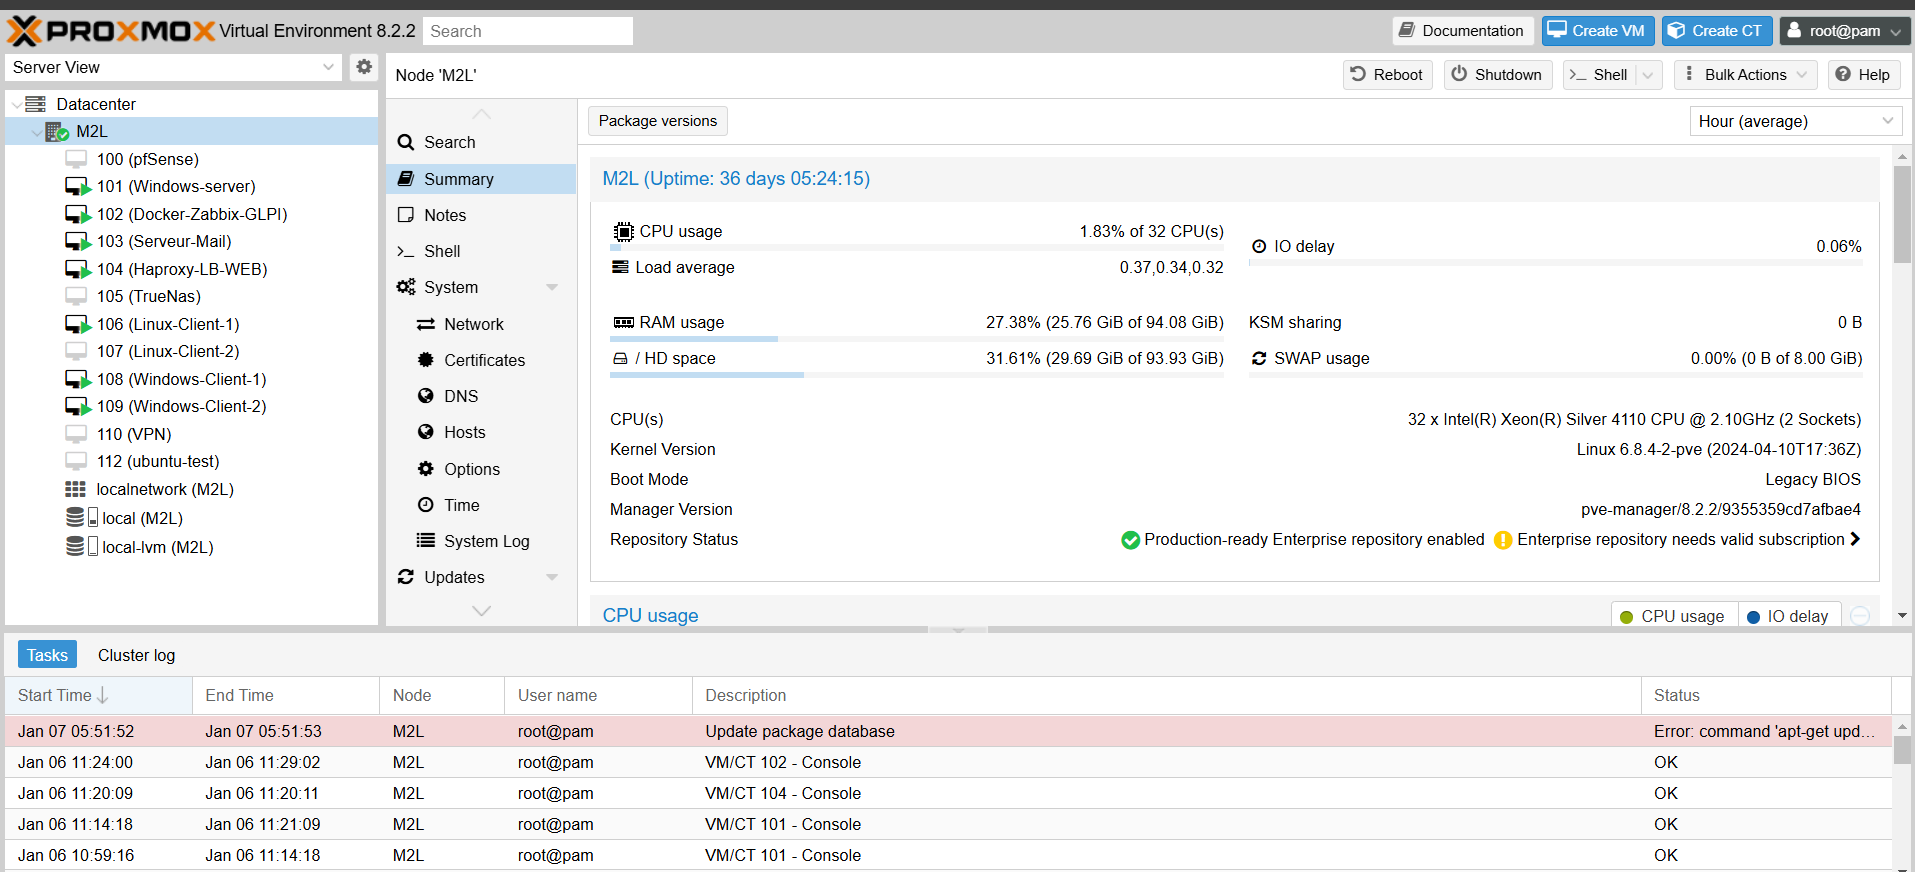 PROXMOX Virtual Environment 8.2.2 Search Documentation Create VM Create CT root@pam
Server View
Datacenter
M2L
100 (pfSense)
101 (Windows-server)
102 (Docker-Zabbix-GLPI)
103 (Serveur-Mail)
104 (Haproxy-LB-WEB)
105 (TrueNas)
106 (Linux-Client-1)
107 (Linux-Client-2)
108 (Windows-Client-1)
109 (Windows-Client-2)
110 (VPN)
112 (ubuntu-test)
localnetwork (M2L)
local (M2L)
local-lvm (M2L)
Node 'M2L' Reboot Shutdown Shell Bulk Actions Help
Search
Summary
Notes
Shell
System
Network
Certificates
DNS
Hosts
Options
Time
System Log
Updates
Package versions Hour (average)
M2L (Uptime: 36 days 05:24:15)
CPU usage 1.83% of 32 CPU(s)
IO delay 0.06%
Load average 0.37,0.34,0.32
RAM usage 27.38% (25.76 GiB of 94.08 GiB) KSM sharing 0 B
/ HD space 31.61% (29.69 GiB of 93.93 GiB) SWAP usage 0.00% (0 B of 8.00 GiB)
CPU(s) 32 x Intel(R) Xeon(R) Silver 4110 CPU @ 2.10GHz (2 Sockets)
Kernel Version Linux 6.8.4-2-pve (2024-04-10T17:36Z)
Boot Mode Legacy BIOS
Manager Version pve-manager/8.2.2/9355359cd7afbae4
Repository Status Production-ready Enterprise repository enabled Enterprise repository needs valid subscription
CPU usage CPU usage IO delay
Tasks Cluster log
Start Time End Time Node User name Description Status
Jan 07 05:51:52 Jan 07 05:51:53 M2L root@pam Update package database Error: command 'apt-get upd...
Jan 06 11:24:00 Jan 06 11:29:02 M2L root@pam VM/CT 102 - Console OK
Jan 06 11:20:09 Jan 06 11:20:11 M2L root@pam VM/CT 104 - Console OK
Jan 06 11:14:18 Jan 06 11:21:09 M2L root@pam VM/CT 101 - Console OK
Jan 06 10:59:16 Jan 06 11:14:18 M2L root@pam VM/CT 101 - Console OK